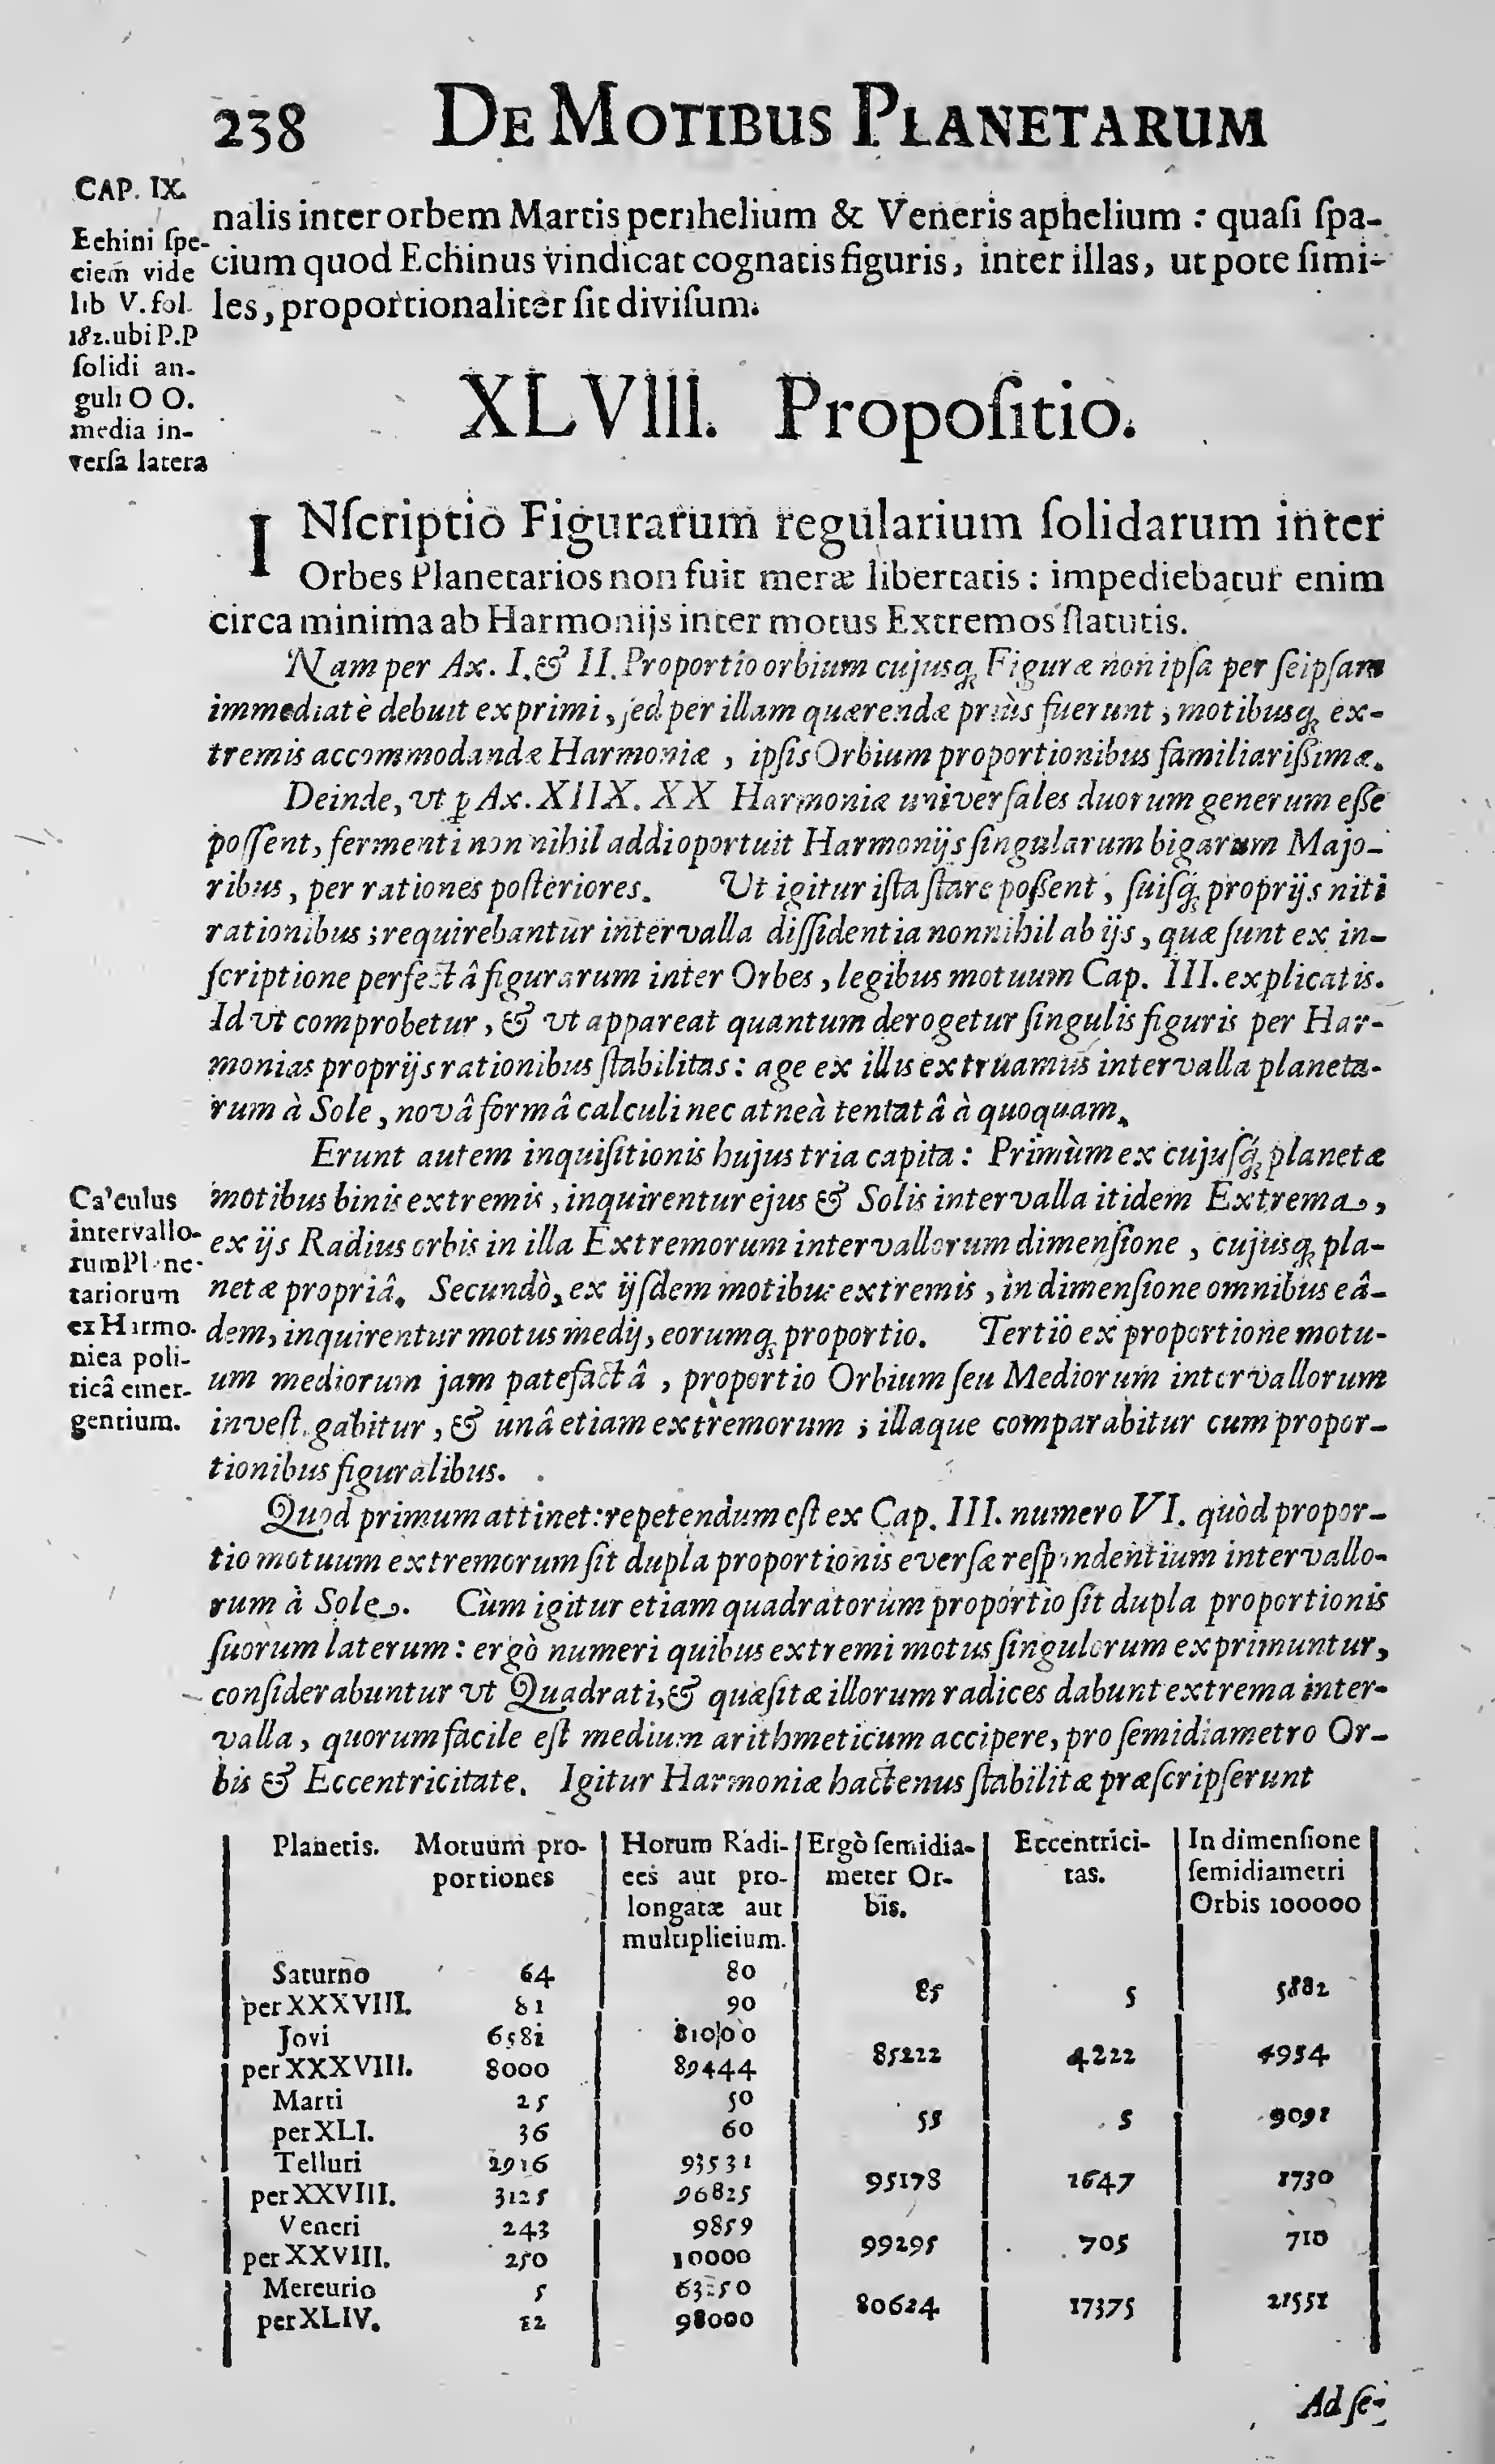 238 DE MOTIBUS PLANETARUM
CAP. IX.
Echini ſpe-
ciem vide
lib V. fol.
182. ubi P.P
ſolidi an-
guli O O.
media in-
verſa latera
nalis inter orbem Martis perihelium & Veneris aphelium : quaſi ſpa-
cium quod Echinus vindicat cognatis figuris, inter illas, ut pote ſimi-
les, proportionaliter ſit diviſum.
XLVIII. Propoſitio.
INſcriptio Figurarum regularium ſolidarum inter
Orbes Planetarios non fuit meræ libertatis : impediebatur enim
circa minima ab Harmonijs inter motus Extremos ſtatutis.
Nam per Ax. I. & II. Proportio orbium cujusq; Figuræ non ipſa per ſeipſam
immediatè debuit exprimi, ſed per illam quærendæ priùs fuerunt, motibusq; ex-
tremis accommodandæ Harmoniæ, ipſis Orbium proportionibus familiarißimæ.
Deinde, vt ꝑ Ax. XIIX. XX Harmoniæ univerſales duorum generum eße
poſſent, fermenti non nihil addi oportuit Harmonijs ſingularum bigarum Majo-
ribus, per rationes poſteriores. Ut igitur iſta ſtare poßent, ſuiſq; proprijs niti
rationibus ; requirebantur intervalla diſſidentia nonnihil ab ijs, quæ ſunt ex in-
ſcriptione perfectâ figurarum inter Orbes, legibus motuum Cap. III. explicatis.
Id vt comprobetur, & vt appareat quantum derogetur ſingulis figuris per Har-
monias proprijs rationibus ſtabilitas : age ex illis extruamus intervalla planeta-
rum à Sole, novâ formâ calculi nec atneà tentatâ à quoquam.
Erunt autem inquiſitionis hujus tria capita : Primùm ex cujuſq; planetæ
motibus binis extremis, inquirentur ejus & Solis intervalla itidem Extrema,
ex ijs Radius orbis in illa Extremorum intervallorum dimenſione, cujusq; pla-
netæ propriâ. Secundò, ex ijſdem motibus extremis, in dimenſione omnibus eâ-
dem, inquirentur motus medij, eorumq; proportio. Tertiò ex proportione motu-
um mediorum jam patefactâ, proportio Orbium ſeu Mediorum intervallorum
inveſtigabitur, & unâ etiam extremorum ; illaque comparabitur cum propor-
tionibus figuralibus.
Calculus
intervallo-
rum Plane-
tariorum
ex Harmo-
nica poli-
ticâ emer-
gentium.
Quod primum attinet : repetendum eſt ex Cap. III. numero VI. quòd propor-
tio motuum extremorum ſit dupla proportionis everſæ reſpondentium intervallo-
rum à Sole. Cùm igitur etiam quadratorum proportio ſit dupla proportionis
ſuorum laterum : ergò numeri quibus extremi motus ſingulorum exprimuntur,
conſiderabuntur vt Quadrati, & quæſitæ illorum radices dabunt extrema inter-
valla, quorum facile eſt medium arithmeticum accipere, pro ſemidiametro Or-
bis & Eccentricitate. Igitur Harmoniæ hactenus ſtabilitæ præſcripſerunt
Planetis. Motuum pro- Horum Radi- Ergò ſemidia- Eccentrici- In dimenſione
portiones ces aut pro- meter Or- tas. ſemidiametri
longatæ aut bis. Orbis 100000
multiplicium.
Saturno 64 80
85 5 5882
per XXXVIII. 81 90
Jovi 6581 81000
85222 4222 4954
per XXXVIII. 8000 89444
Marti 25 50
55 5 9091
per XLI. 36 60
Telluri 2916 93531
95178 1647 1730
per XXVIII. 3125 96825
Veneri 243 9859
99295 705 710
per XXVIII. 250 10000
Mercurio 5 63250
80624 17375 21551
per XLIV. 12 98000
Ad ſe-